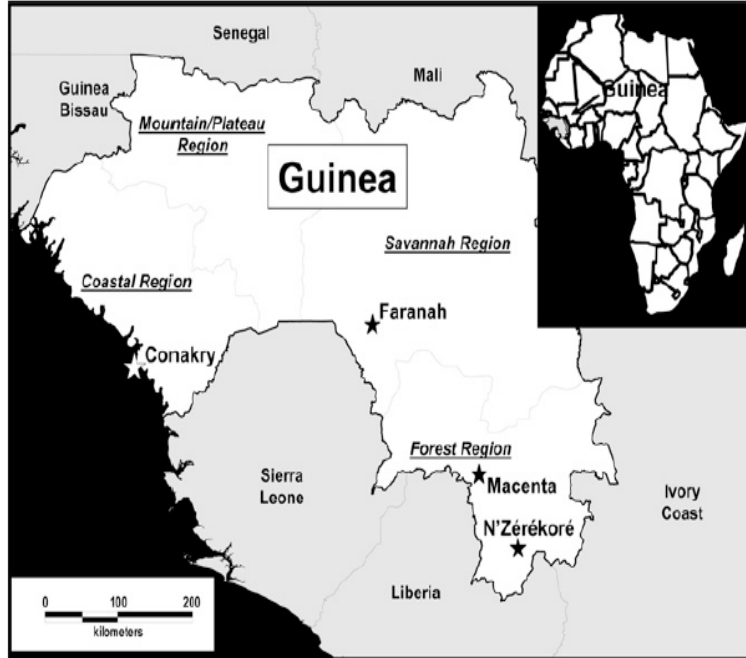 Senegal
Guinea
Bissau
Mali
Guinea
Mountain/Plateau
Region
Guinea
Savannah Region
Coastal Region
Faranah
Conakry
Forest Region
Macenta
Sierra
Leone
Ivory
Coast
N'Zérékoré
Liberia
0 100 200
kilometers